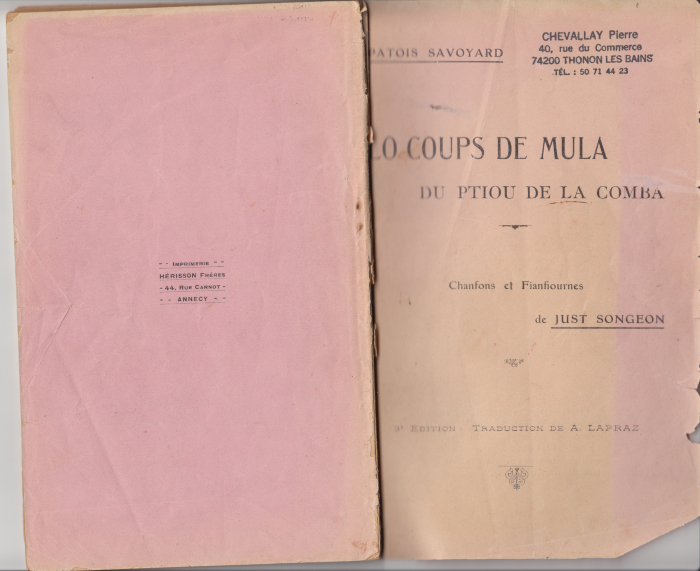 - - Imprimerie - -
Hérisson Frères
- 44, Rue Carnot -
- - Annecy - -
PATOIS SAVOYARD
CHEVALLAY Pierre
40, rue du Commerce
74200 THONON LES BAINS
TÉL. : 50 71 44 23
LO COUPS DE MULA
DU PTIOU DE LA COMBA
Chanfons et Fianfiournes
de JUST SONGEON
Edition Traduction de A. LAPRAZ